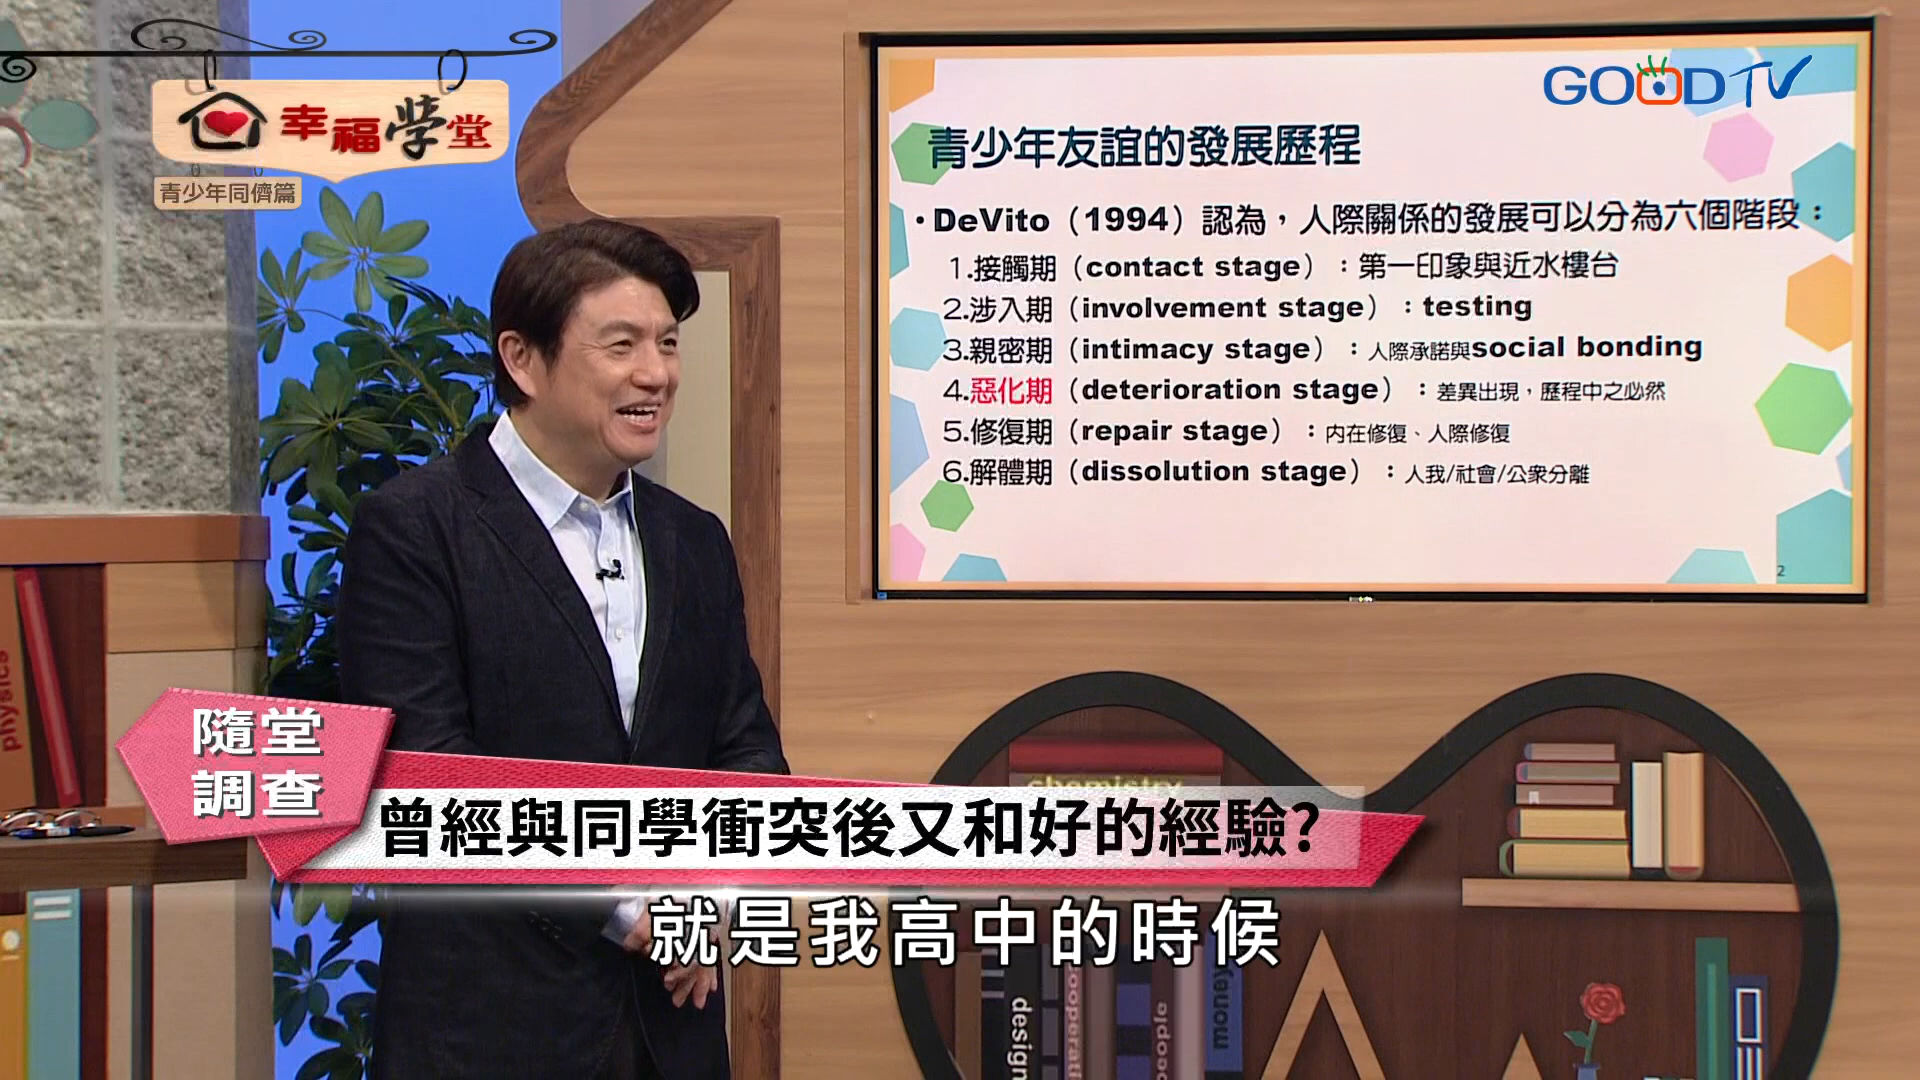 幸福學堂
青少年同儕篇
GOOD TV
青少年友誼的發展歷程
•DeVito（1994）認為，人際關係的發展可以分為六個階段：
1.接觸期（contact stage）：第一印象與近水樓台
2.涉入期（involvement stage）：testing
3.親密期（intimacy stage）：人際承諾與social bonding
4.惡化期（deterioration stage）：差異出現，歷程中之必然
5.修復期（repair stage）：內在修復、人際修復
6.解體期（dissolution stage）：人我/社會/公眾分離
2
physics
隨堂
調查
chemistry
曾經與同學衝突後又和好的經驗?
就是我高中的時候
design
money